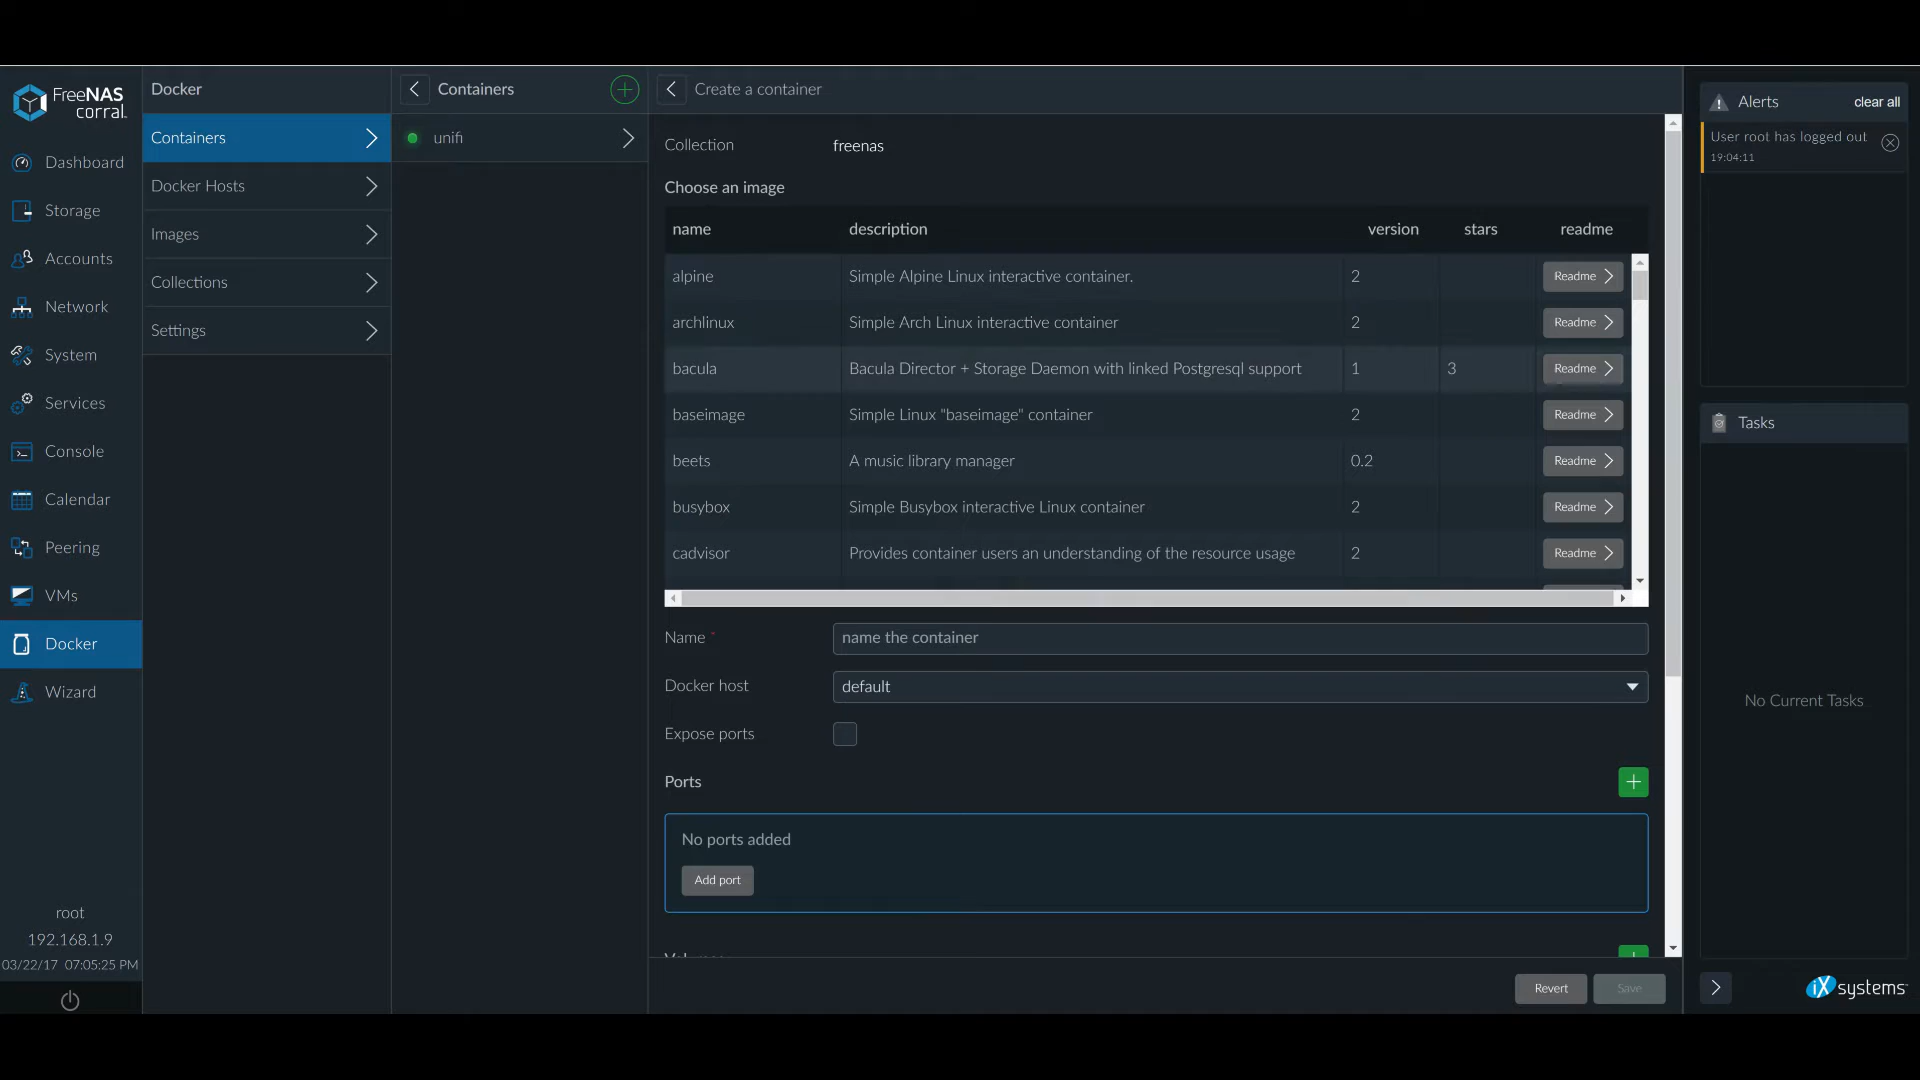 FreeNAS
corral
Dashboard
Storage
Accounts
Network
System
Services
Console
Calendar
Peering
VMs
Docker
Wizard
root
192.168.1.9
03/22/17 07:05:25 PM
Docker
Containers
Docker Hosts
Images
Collections
Settings
Containers
unifi
Create a container
Collection freenas
Choose an image
name description version stars readme
alpine Simple Alpine Linux interactive container. 2 Readme
archlinux Simple Arch Linux interactive container 2 Readme
bacula Bacula Director + Storage Daemon with linked Postgresql support 1 3 Readme
baseimage Simple Linux "baseimage" container 2 Readme
beets A music library manager 0.2 Readme
busybox Simple Busybox interactive Linux container 2 Readme
cadvisor Provides container users an understanding of the resource usage 2 Readme
Name * name the container
Docker host default
Expose ports
Ports
No ports added
Add port
Revert Save
Alerts clear all
User root has logged out
19:04:11
Tasks
No Current Tasks
iXsystems